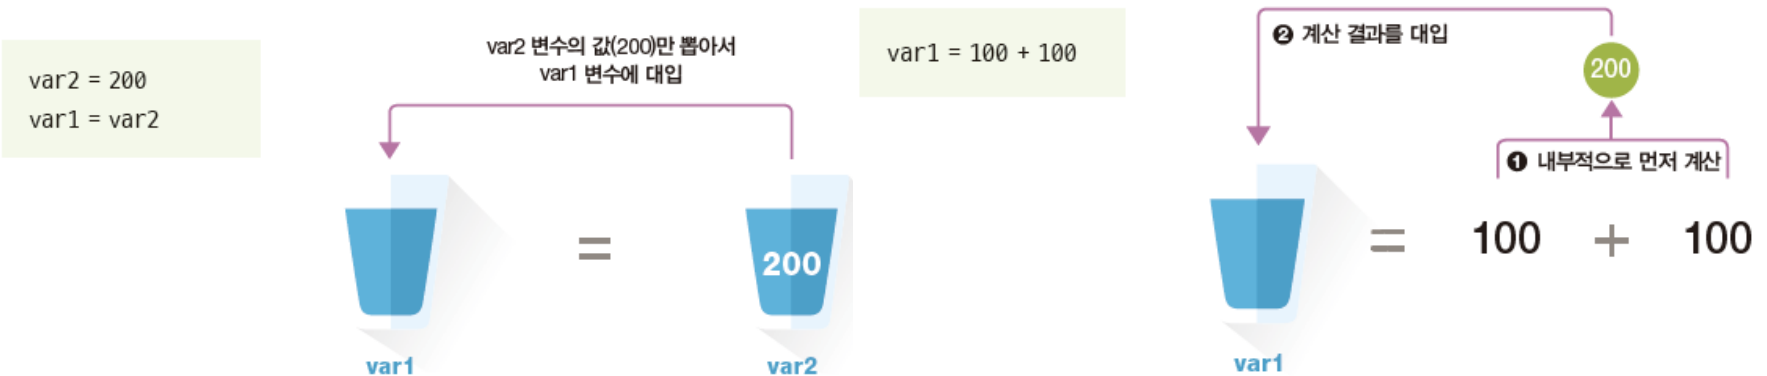 var2 = 200
var1 = var2
var2 변수의 값(200)만 뽑아서
var1 변수에 대입
=
200
var1
var2
var1 = 100 + 100
❷ 계산 결과를 대입
200
❶ 내부적으로 먼저 계산
= 100 + 100
var1